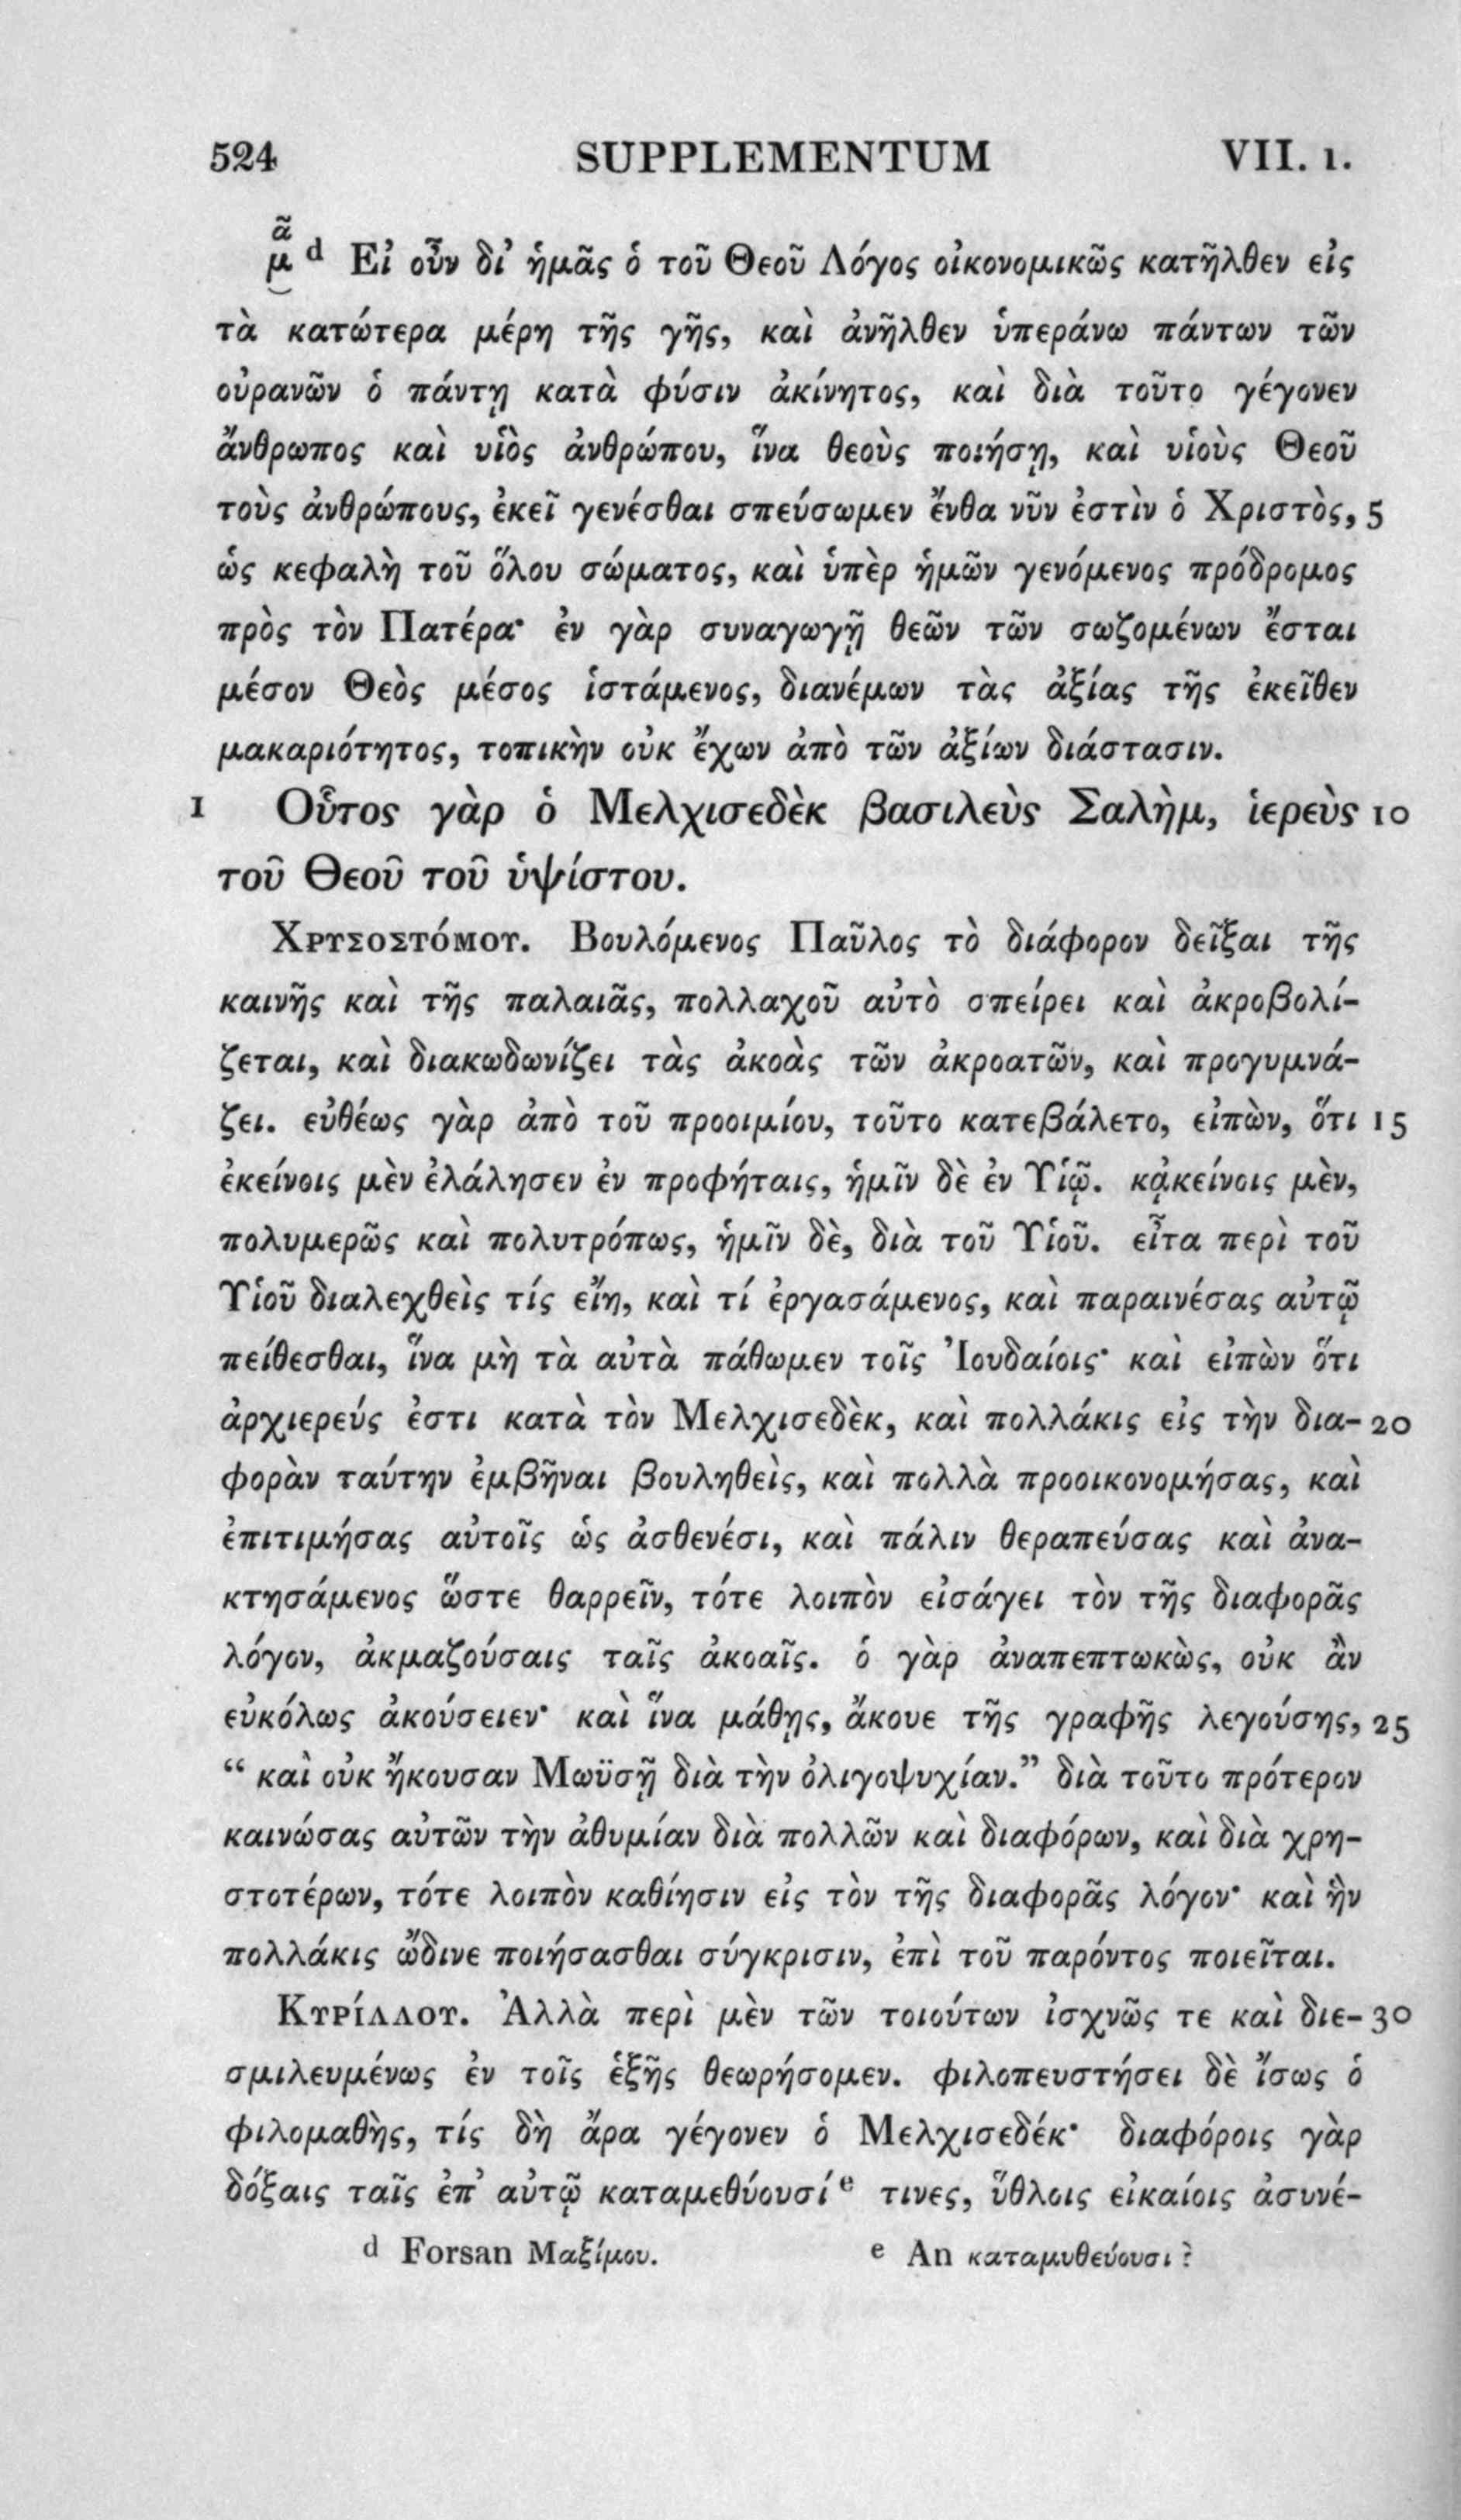 524 SUPPLEMENTUM VII. 1.
μᾶ d Εἰ οὖν δι’ ἡμᾶς ὁ τοῦ Θεοῦ Λόγος οἰκονομικῶς κατῆλθεν εἰς
τὰ κατώτερα μέρη τῆς γῆς, καὶ ἀνῆλθεν ὑπεράνω πάντων τῶν
οὐρανῶν ὁ πάντη κατὰ φύσιν ἀκίνητος, καὶ διὰ τοῦτο γέγονεν
ἄνθρωπος καὶ υἱὸς ἀνθρώπου, ἵνα θεοὺς ποιήσῃ, καὶ υἱοὺς Θεοῦ
τοὺς ἀνθρώπους, ἐκεῖ γενέσθαι σπεύσωμεν ἔνθα νῦν ἐστὶν ὁ Χριστὸς, 5
ὡς κεφαλὴ τοῦ ὅλου σώματος, καὶ ὑπὲρ ἡμῶν γενόμενος πρόδρομος
πρὸς τὸν Πατέρα· ἐν γὰρ συναγωγῇ θεῶν τῶν σωζομένων ἔσται
μέσον Θεὸς μέσος ἱστάμενος, διανέμων τὰς ἀξίας τῆς ἐκεῖθεν
μακαριότητος, τοπικὴν οὐκ ἔχων ἀπὸ τῶν ἀξίων διάστασιν.
1 Οὗτος γὰρ ὁ Μελχισεδὲκ βασιλεὺς Σαλὴμ, ἱερεὺς 10
τοῦ Θεοῦ τοῦ ὑψίστου.
ΧΡΥΣΟΣΤόΜΟΥ. Βουλόμενος Παῦλος τὸ διάφορον δεῖξαι τῆς
καινῆς καὶ τῆς παλαιᾶς, πολλαχοῦ αὐτὸ σπείρει καὶ ἀκροβολί-
ζεται, καὶ διακωδωνίζει τὰς ἀκοὰς τῶν ἀκροατῶν, καὶ προγυμνά-
ζει. εὐθέως γὰρ ἀπὸ τοῦ προοιμίου, τοῦτο κατεβάλετο, εἰπὼν, ὅτι 15
ἐκείνοις μὲν ἐλάλησεν ἐν προφήταις, ἡμῖν δὲ ἐν Υἱῷ. κᾀκείνοις μὲν,
πολυμερῶς καὶ πολυτρόπως, ἡμῖν δὲ, διὰ τοῦ Υἱοῦ. εἶτα περὶ τοῦ
Υἱοῦ διαλεχθεὶς τίς εἴη, καὶ τί ἐργασάμενος, καὶ παραινέσας αὐτῷ
πείθεσθαι, ἵνα μὴ τὰ αὐτὰ πάθωμεν τοῖς Ἰουδαίοις· καὶ εἰπὼν ὅτι
ἀρχιερεύς ἐστι κατὰ τὸν Μελχισεδὲκ, καὶ πολλάκις εἰς τὴν δια- 20
φορὰν ταύτην ἐμβῆναι βουληθεὶς, καὶ πολλὰ προοικονομήσας, καὶ
ἐπιτιμήσας αὐτοῖς ὡς ἀσθενέσι, καὶ πάλιν θεραπεύσας καὶ ἀνα-
κτησάμενος ὥστε θαρρεῖν, τότε λοιπὸν εἰσάγει τὸν τῆς διαφορᾶς
λόγον, ἀκμαζούσαις ταῖς ἀκοαῖς. ὁ γὰρ ἀναπεπτωκὼς, οὐκ ἂν
εὐκόλως ἀκούσειεν· καὶ ἵνα μάθῃς, ἄκουε τῆς γραφῆς λεγούσης, 25
“ καὶ οὐκ ἤκουσαν Μωϋσῇ διὰ τὴν ὀλιγοψυχίαν.” διὰ τοῦτο πρότερον
καινώσας αὐτῶν τὴν ἀθυμίαν διὰ πολλῶν καὶ διαφόρων, καὶ διὰ χρη-
στοτέρων, τότε λοιπὸν καθίησιν εἰς τὸν τῆς διαφορᾶς λόγον· καὶ ἣν
πολλάκις ὤδινε ποιήσασθαι σύγκρισιν, ἐπὶ τοῦ παρόντος ποιεῖται.
ΚΥΡίΛΛΟΥ. Ἀλλὰ περὶ μὲν τῶν τοιούτων ἰσχνῶς τε καὶ διε- 30
σμιλευμένως ἐν τοῖς ἑξῆς θεωρήσομεν. φιλοπευστήσει δὲ ἴσως ὁ
φιλομαθὴς, τίς δὴ ἄρα γέγονεν ὁ Μελχισεδέκ· διαφόροις γὰρ
δόξαις ταῖς ἐπ’ αὐτῷ καταμεθύουσί e τινες, ὕθλοις εἰκαίοις ἀσυνέ-
d Forsan Μαξίμου. e An καταμυθεύουσι ?